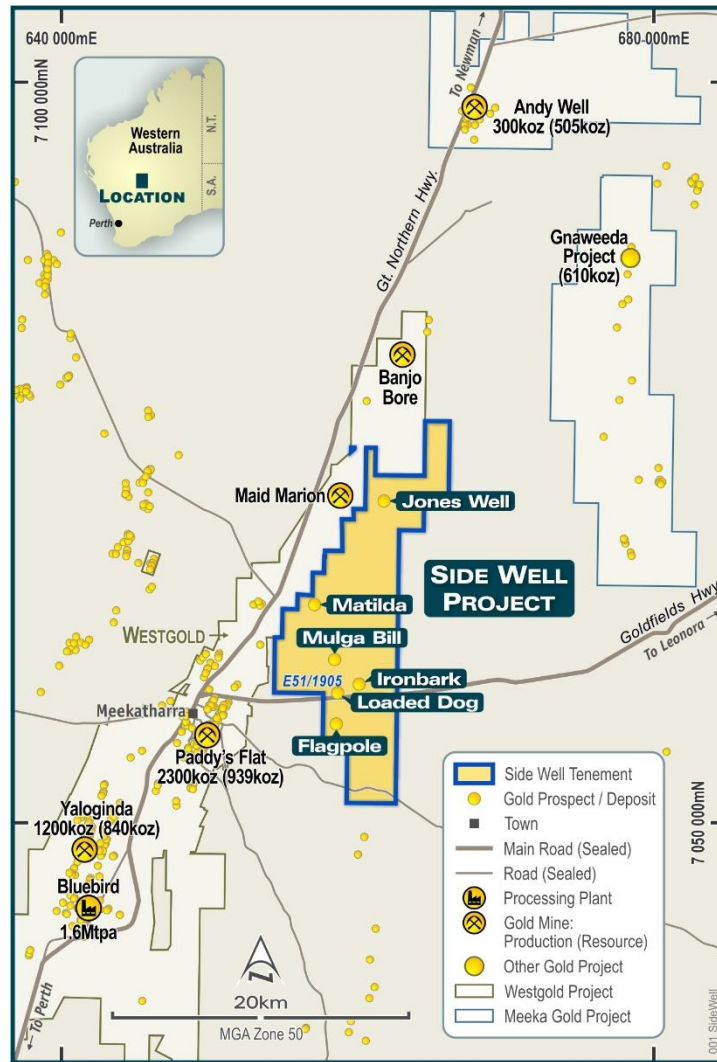 640 000mE
680 000mE
7 100 000mN
To Newman
Western
Australia
N.T.
S.A.
LOCATION
Perth
Andy Well
300koz (505koz)
Gt. Northern Hwy.
Gnaweeda
Project
(610koz)
Banjo
Bore
Maid Marion
Jones Well
SIDE WELL
PROJECT
Matilda
Goldfields Hwy
To Leonora
WESTGOLD
Mulga Bill
E51/1905
Ironbark
Loaded Dog
Meekatharra
Flagpole
Paddy's Flat
2300koz (939koz)
Yaloginda
1200koz (840koz)
Bluebird
1.6Mtpa
7 050 000mN
Side Well Tenement
Gold Prospect / Deposit
Town
Main Road (Sealed)
Road (Sealed)
Processing Plant
Gold Mine:
Production (Resource)
Other Gold Project
Westgold Project
Meeka Gold Project
N
20km
MGA Zone 50
To Perth
001 SideWell